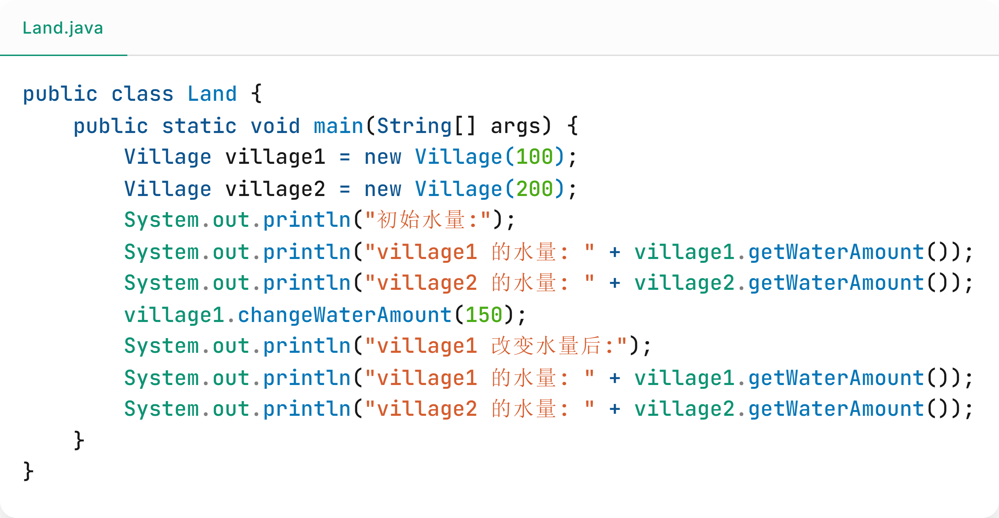 Land.java
public class Land {
    public static void main(String[] args) {
        Village village1 = new Village(100);
        Village village2 = new Village(200);
        System.out.println("初始水量:");
        System.out.println("village1 的水量: " + village1.getWaterAmount());
        System.out.println("village2 的水量: " + village2.getWaterAmount());
        village1.changeWaterAmount(150);
        System.out.println("village1 改变水量后:");
        System.out.println("village1 的水量: " + village1.getWaterAmount());
        System.out.println("village2 的水量: " + village2.getWaterAmount());
    }
}